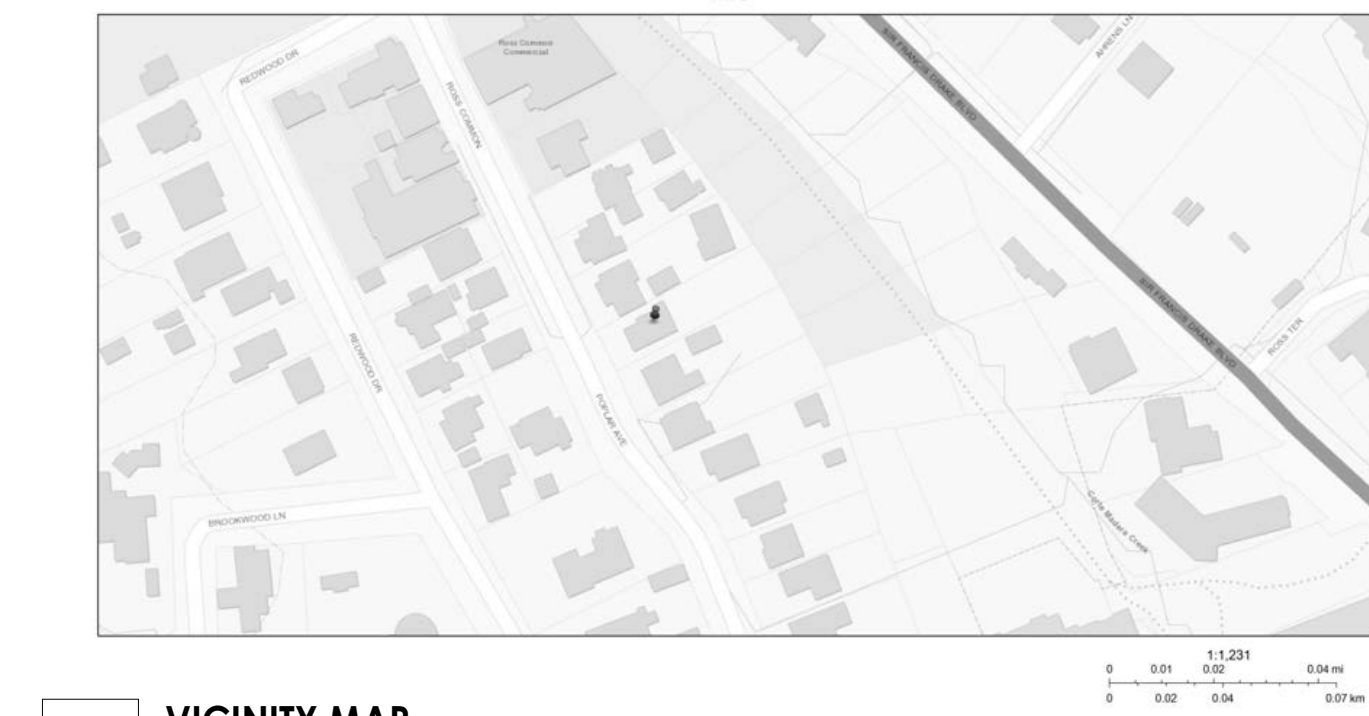 Ross Common
Commercial
REDWOOD DR
ROSS COMMON
SIR FRANCIS DRAKE BLVD
AHRENS LN
SIR FRANCIS DRAKE BLVD
ROSS TER
REDWOOD DR
POPLAR AVE
BROOKWOOD LN
Corte Madera Creek
1:1,231
0 0.01 0.02 0.04 mi
0 0.02 0.04 0.07 km
VICINITY MAP